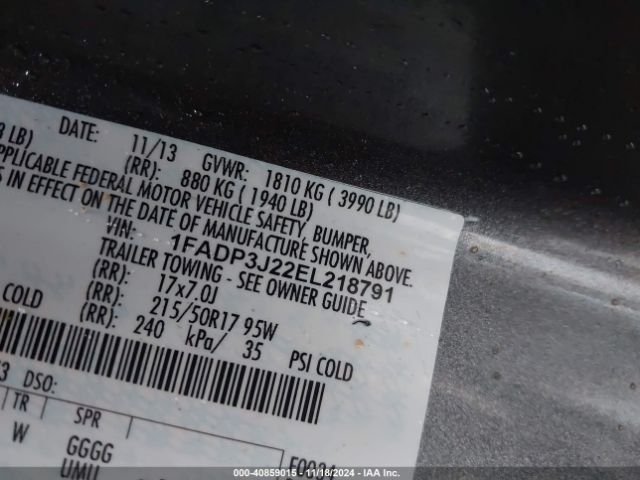 DATE: 11/13 GVWR: 1810 KG ( 3990 LB)
LB) (RR): 880 KG ( 1940 LB)
APPLICABLE FEDERAL MOTOR VEHICLE SAFETY, BUMPER,
IN EFFECT ON THE DATE OF MANUFACTURE SHOWN ABOVE.
VIN: 1FADP3J22EL218791
TRAILER TOWING - SEE OWNER GUIDE
(RR): 17x7.0J
(RR): 215/50R17 95W
COLD (RR): 240 kPa/ 35 PSI COLD
DSO:
TR SPR
W GGGG
UMU
000-40859015 - 11/18/2024 - IAA Inc.